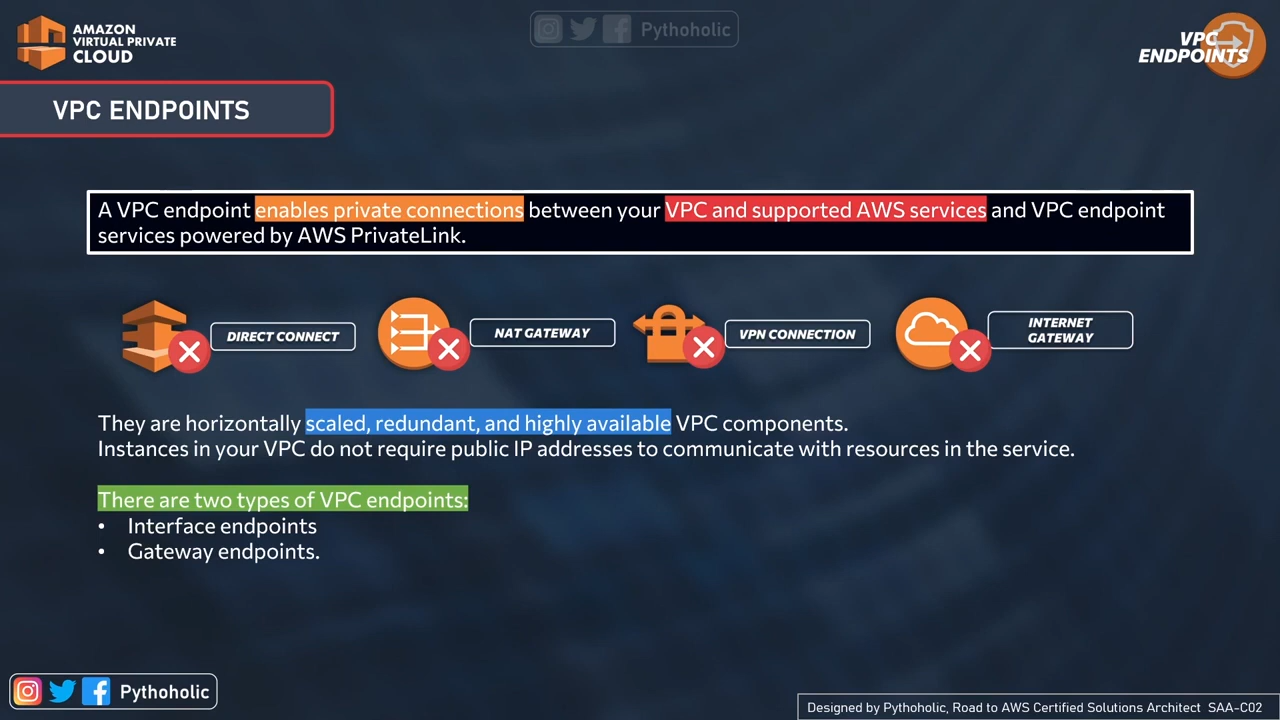 AMAZON
VIRTUAL PRIVATE
CLOUD
Pythoholic
VPC
ENDPOINTS
VPC ENDPOINTS
A VPC endpoint enables private connections between your VPC and supported AWS services and VPC endpoint
services powered by AWS PrivateLink.
DIRECT CONNECT
NAT GATEWAY
VPN CONNECTION
INTERNET
GATEWAY
They are horizontally scaled, redundant, and highly available VPC components.
Instances in your VPC do not require public IP addresses to communicate with resources in the service.
There are two types of VPC endpoints:
• Interface endpoints
• Gateway endpoints.
Pythoholic
Designed by Pythoholic, Road to AWS Certified Solutions Architect SAA-C02